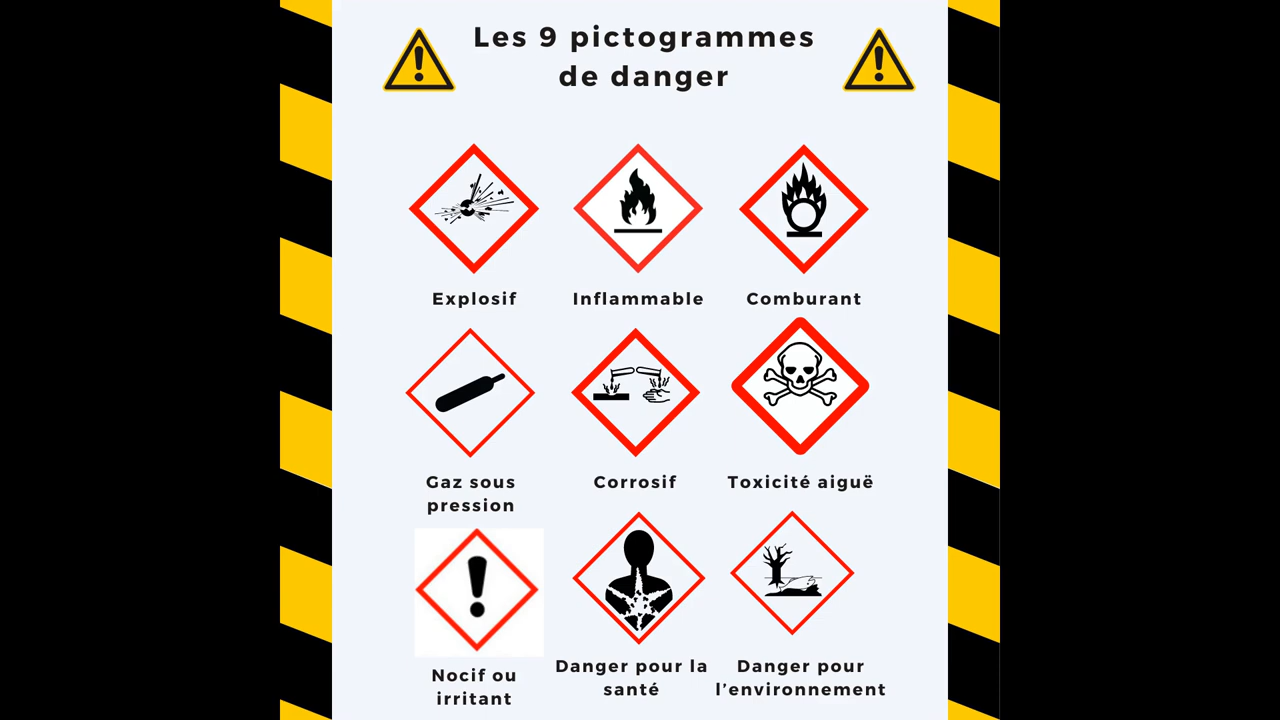 Les 9 pictogrammes
de danger
Explosif
Inflammable
Comburant
Gaz sous
pression
Corrosif
Toxicité aiguë
Nocif ou
irritant
Danger pour la
santé
Danger pour
l'environnement